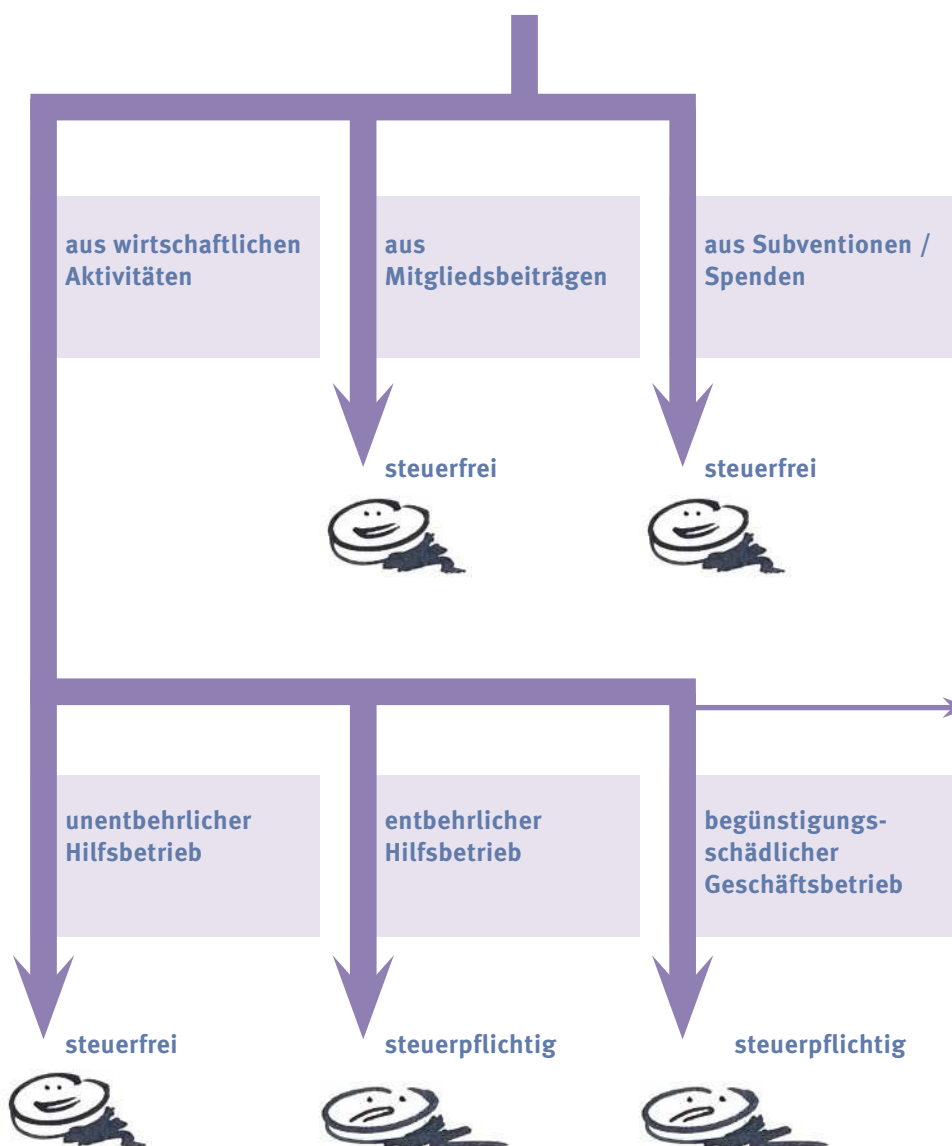 aus wirtschaftlichen
Aktivitäten
aus
Mitgliedsbeiträgen
aus Subventionen /
Spenden
steuerfrei
steuerfrei
unentbehrlicher
Hilfsbetrieb
entbehrlicher
Hilfsbetrieb
begünstigungs-
schädlicher
Geschäftsbetrieb
steuerfrei
steuerpflichtig
steuerpflichtig